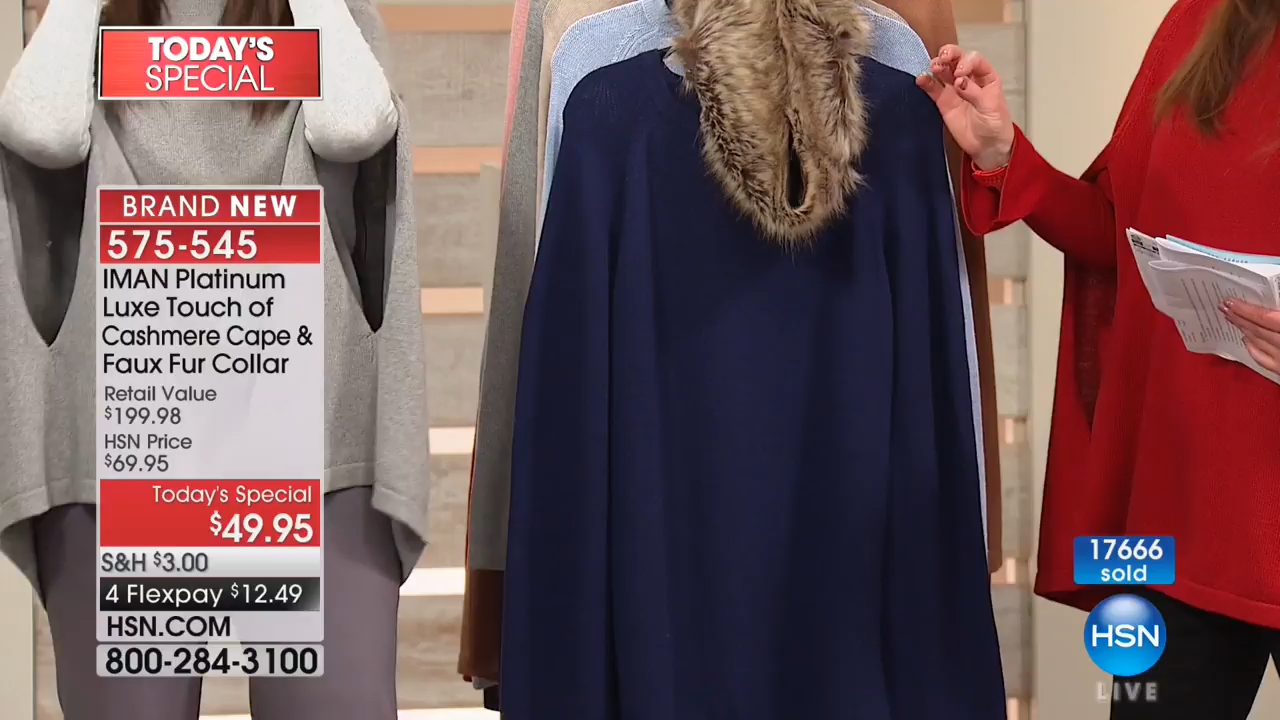 TODAY'S
SPECIAL
BRAND NEW
575-545
IMAN Platinum
Luxe Touch of
Cashmere Cape &
Faux Fur Collar
Retail Value
$199.98
HSN Price
$69.95
Today's Special
$49.95
S&H $3.00
4 Flexpay $12.49
HSN.COM
800-284-3100
17666
sold
HSN
LIVE